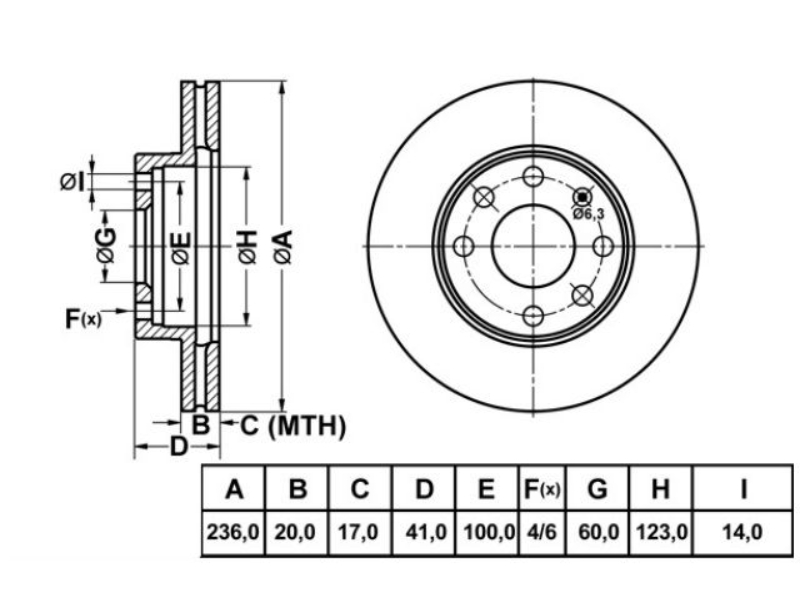 ØI
ØG
ØE
ØH
ØA
Ø6,3
F(x)
B
C (MTH)
D
A B C D E F(x) G H I
236,0 20,0 17,0 41,0 100,0 4/6 60,0 123,0 14,0